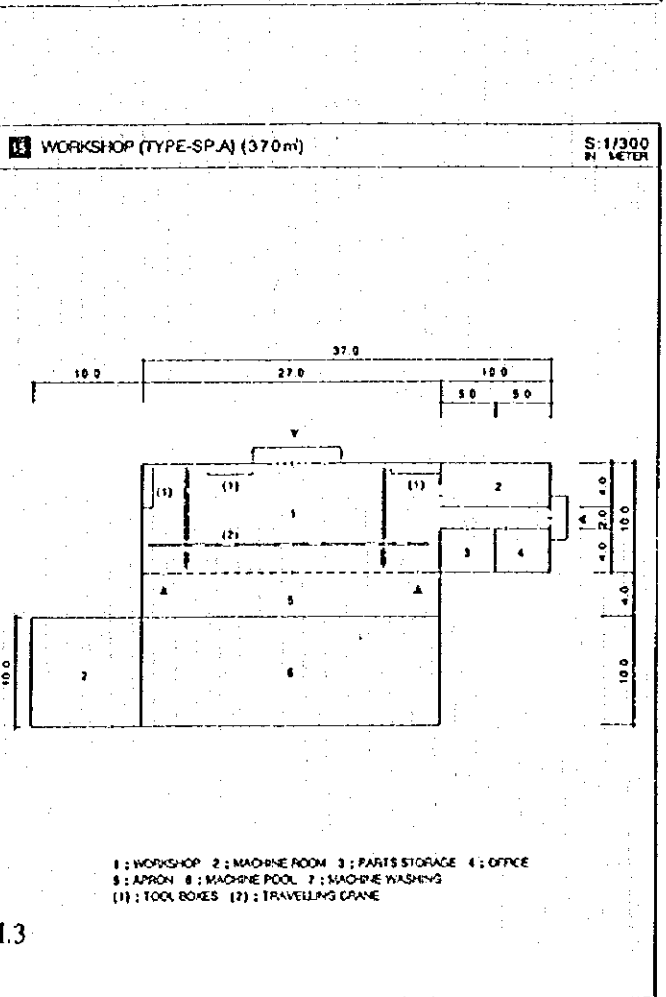 WORKSHOP (TYPE-SP.A) (370㎡)
S:1/300
IN METER
37.0
10.0 27.0 10.0
5.0 5.0
(1) (1) (1) 2
1
(2)
3 4
4.0 2.0 4.0 10.0
5 4.0
10.0 6 10.0
1 ; WORKSHOP 2 ; MACHINE ROOM 3 ; PARTS STORAGE 4 ; OFFICE
5 ; APRON 6 ; MACHINE POOL 7 ; MACHINE WASHING
(1) ; TOOL BOXES (2) ; TRAVELLING CRANE